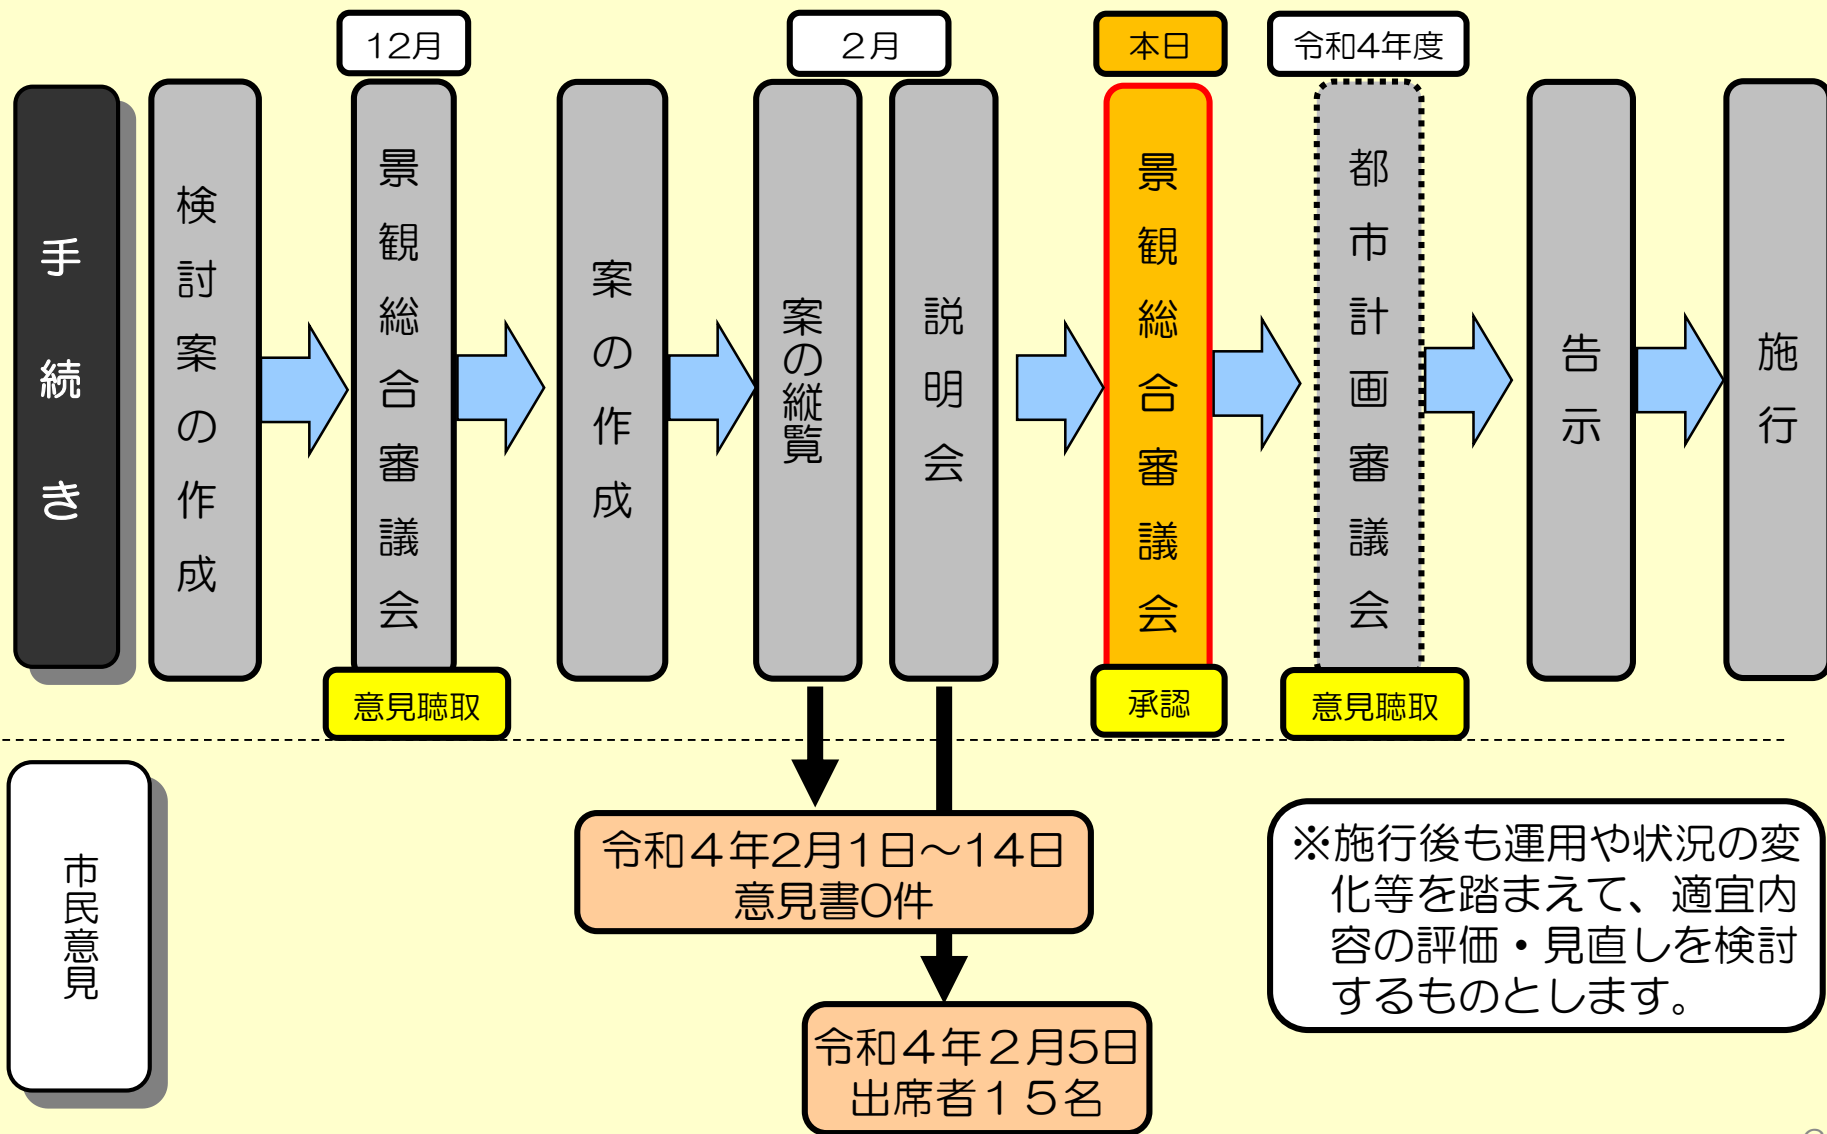 12月
2月
本日
令和4年度
手続き
検討案の作成
景観総合審議会
案の作成
案の縦覧
説明会
景観総合審議会
都市計画審議会
告示
施行
意見聴取
承認
意見聴取
市民意見
令和4年2月1日～14日
意見書0件
令和4年2月5日
出席者15名
※施行後も運用や状況の変
化等を踏まえて、適宜内
容の評価・見直しを検討
するものとします。